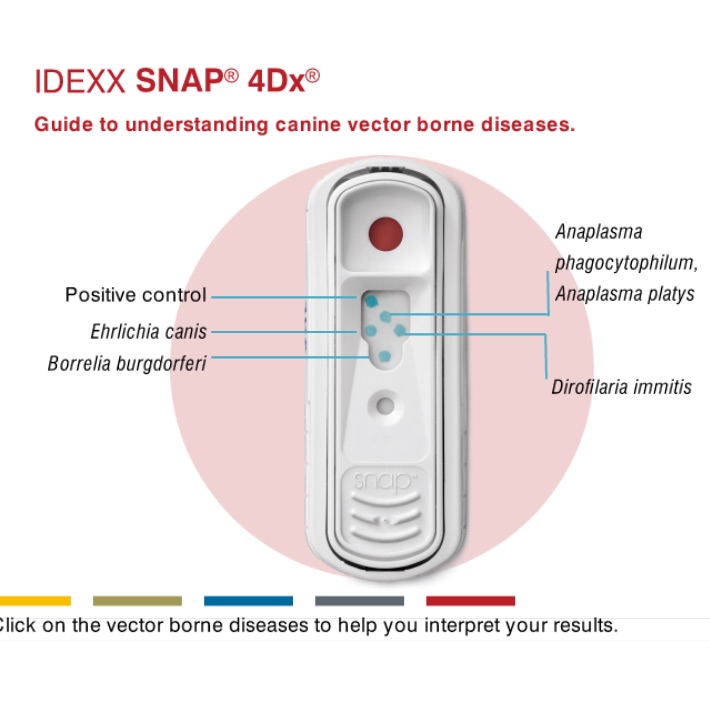 IDEXX SNAP® 4Dx®
Guide to understanding canine vector borne diseases.
Anaplasma
phagocytophilum,
Anaplasma platys
Positive control
Ehrlichia canis
Borrelia burgdorferi
Dirofilaria immitis
snap™
Click on the vector borne diseases to help you interpret your results.